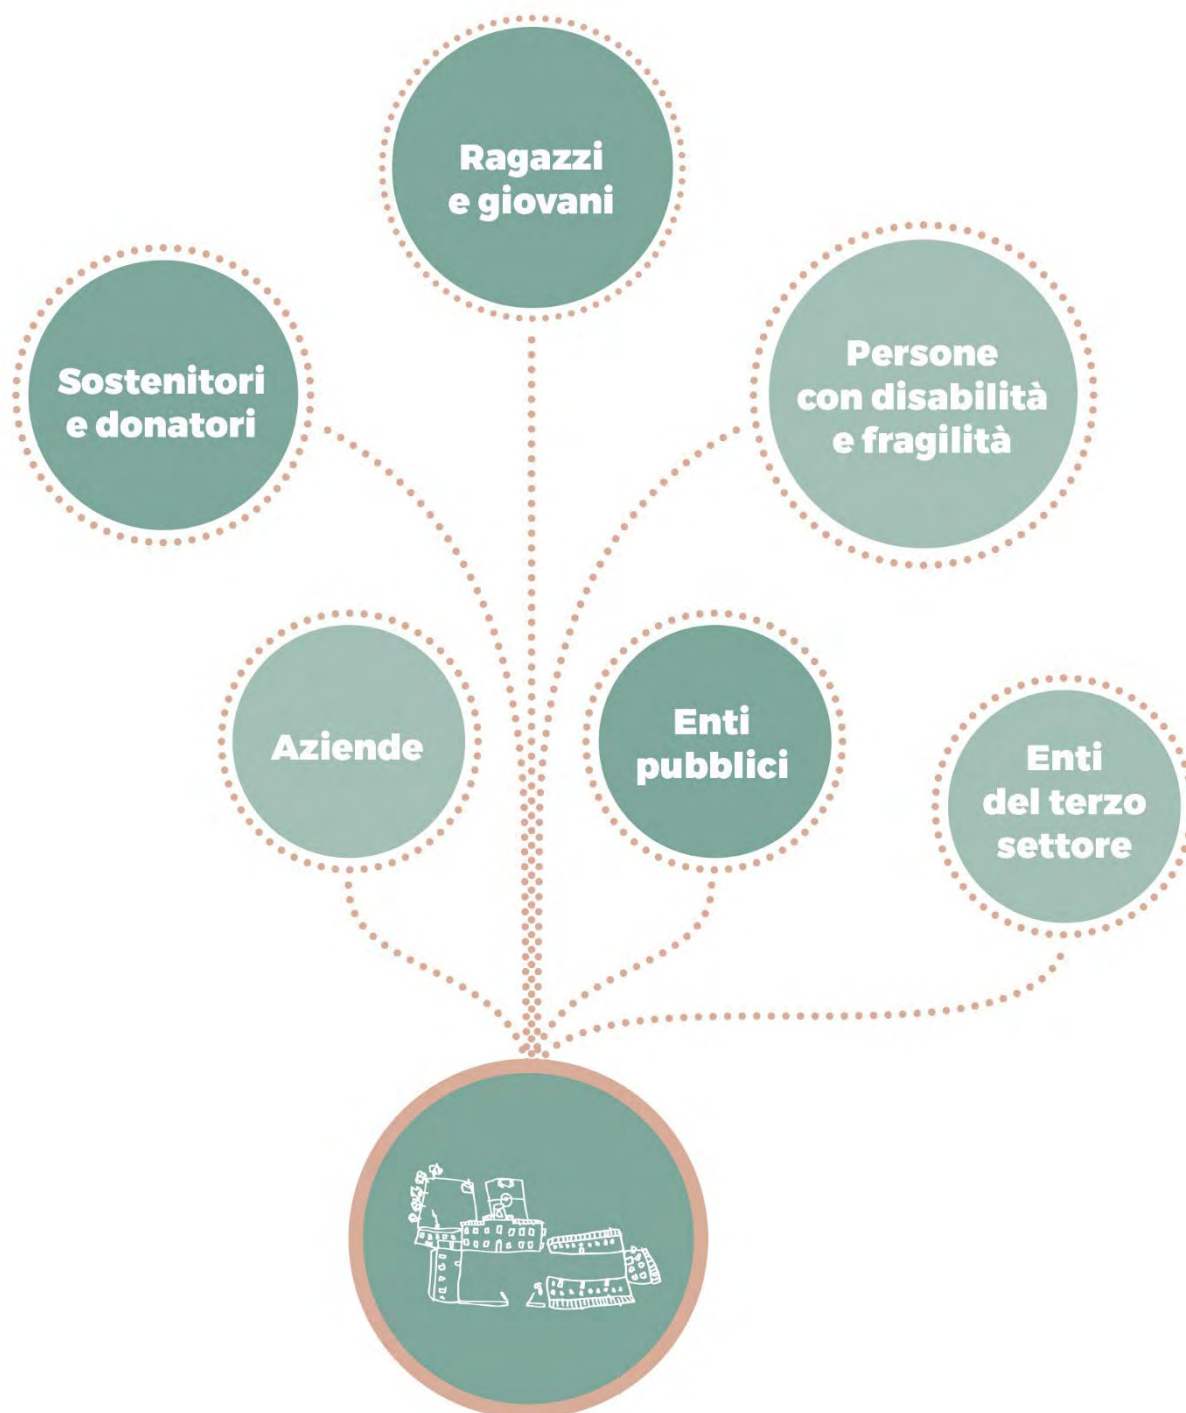 Ragazzi
e giovani
Sostenitori
e donatori
Persone
con disabilità
e fragilità
Aziende
Enti
pubblici
Enti
del terzo
settore